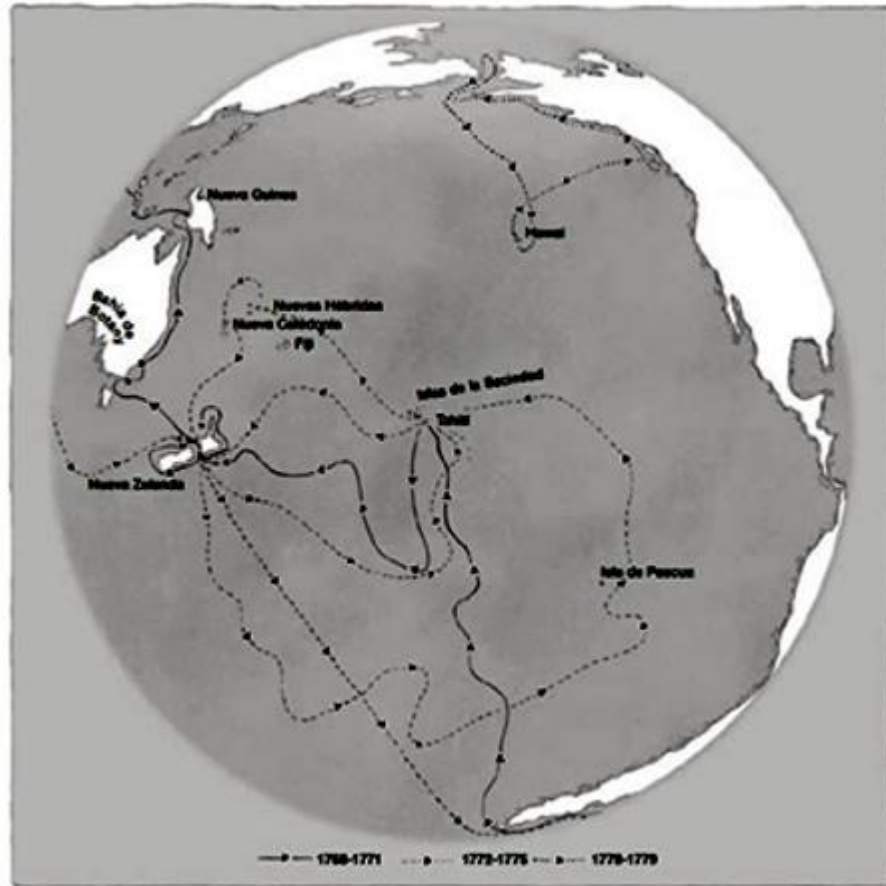 Nueva Guinea
Hawai
Bahía de
Botany
Nuevas Hébridas
Nueva Caledonia
Fiji
Islas de la Sociedad
Tahití
Nueva Zelanda
Isla de Pascua
1768-1771
1772-1775
1776-1779